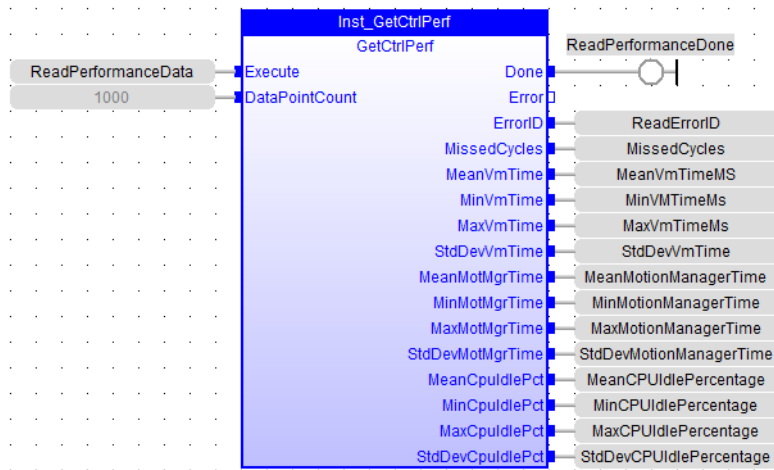 Inst_GetCtrlPerf
GetCtrlPerf
ReadPerformanceDone
ReadPerformanceData Execute Done
1000 DataPointCount Error
ErrorID ReadErrorID
MissedCycles MissedCycles
MeanVmTime MeanVmTimeMS
MinVmTime MinVMTimeMs
MaxVmTime MaxVmTimeMs
StdDevVmTime StdDevVmTime
MeanMotMgrTime MeanMotionManagerTime
MinMotMgrTime MinMotionManagerTime
MaxMotMgrTime MaxMotionManagerTime
StdDevMotMgrTime StdDevMotionManagerTime
MeanCpuIdlePct MeanCPUIdlePercentage
MinCpuIdlePct MinCPUIdlePercentage
MaxCpuIdlePct MaxCPUIdlePercentage
StdDevCpuIdlePct StdDevCPUIdlePercentage